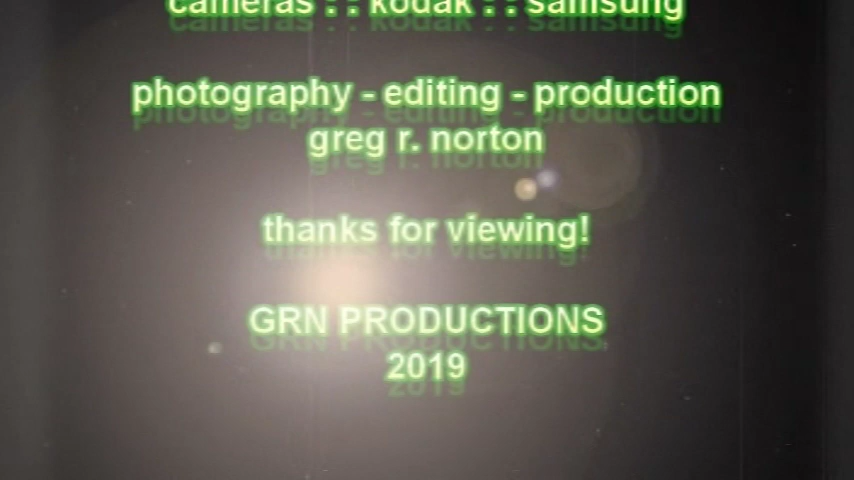 cameras : : kodak : : samsung
photography - editing - production
greg r. norton
thanks for viewing!
GRN PRODUCTIONS
2019